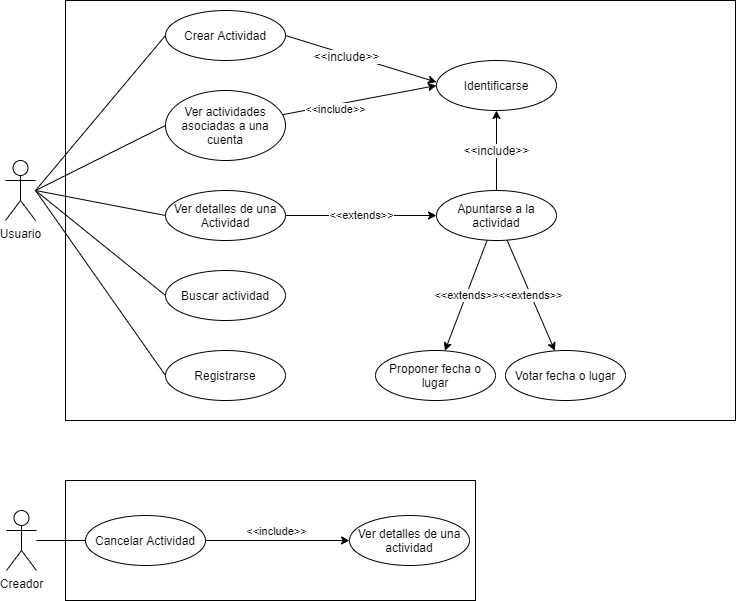 Crear Actividad
<<include>>
Identificarse
Ver actividades
asociadas a una
cuenta
<<include>>
<<include>>
Usuario
Ver detalles de una
Actividad
<<extends>>
Apuntarse a la
actividad
Buscar actividad
<<extends>>
<<extends>>
Registrarse
Proponer fecha o
lugar
Votar fecha o lugar
Creador
Cancelar Actividad
<<include>>
Ver detalles de una
actividad